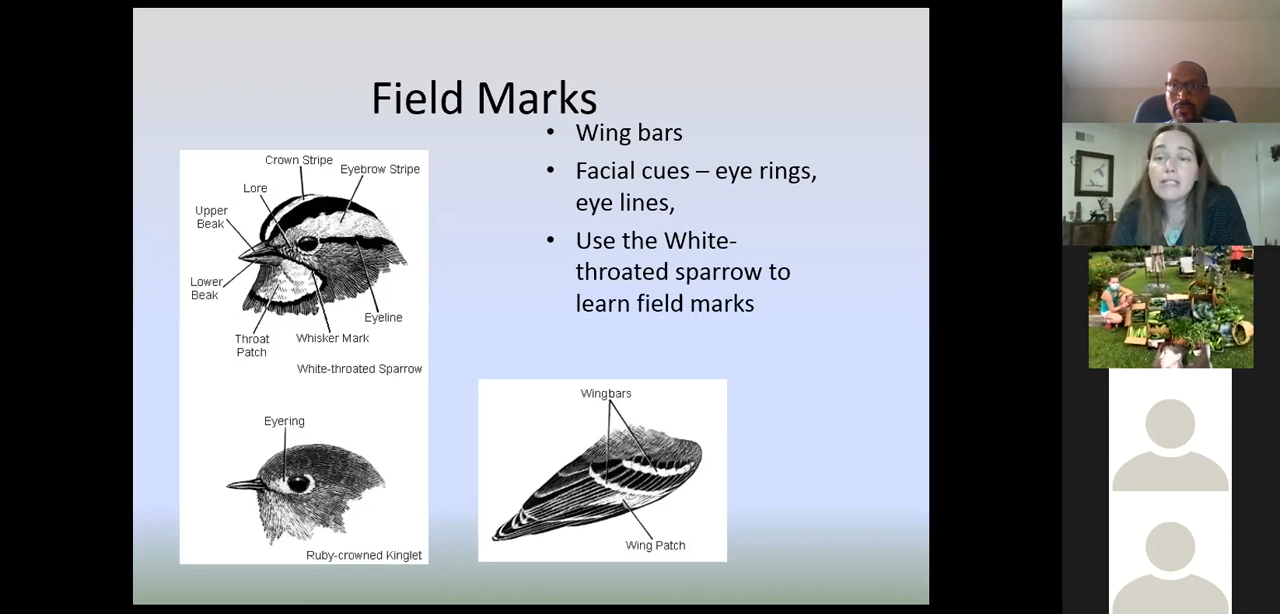 Field Marks
• Wing bars
• Facial cues – eye rings,
eye lines,
• Use the White-
throated sparrow to
learn field marks
Crown Stripe
Eyebrow Stripe
Lore
Upper
Beak
Lower
Beak
Throat
Patch
Whisker Mark
Eyeline
White-throated Sparrow
Eyering
Ruby-crowned Kinglet
Wingbars
Wing Patch